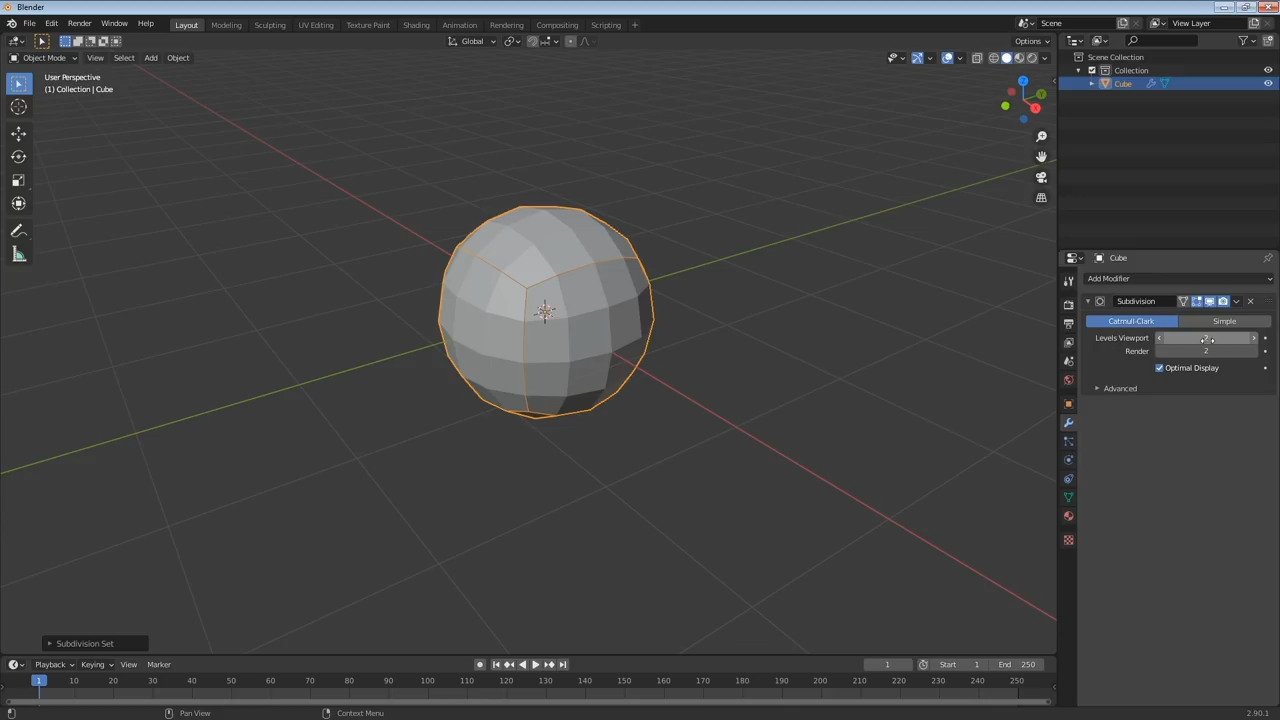 Blender
File Edit Render Window Help Layout Modeling Sculpting UV Editing Texture Paint Shading Animation Rendering Compositing Scripting Scene View Layer
Global Options
Object Mode View Select Add Object
User Perspective
(1) Collection | Cube
Scene Collection
Collection
Cube
Cube
Add Modifier
Subdivision
Catmull-Clark Simple
Levels Viewport
Render 2
Optimal Display
Advanced
Subdivision Set
Playback Keying View Marker 1 Start 1 End 250
1 10 20 30 40 50 60 70 80 90 100 110 120 130 140 150 160 170 180 190 200 210 220 230 240 250
Pan View Context Menu 2.90.1